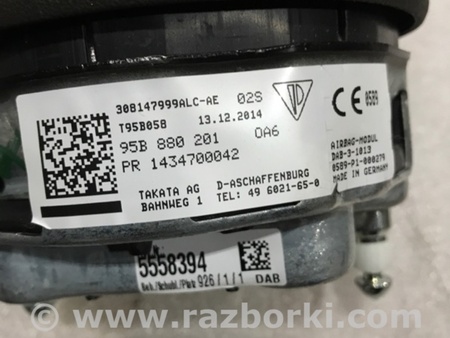 308147999ALC-AE 02S
T95B058 13.12.2014
95B 880 201 0A6
PR 1434700042
TAKATA AG D-ASCHAFFENBURG
BAHNWEG 1 TEL: 49 6021-65-0
CE 0589
AIRBAG-MODUL
DAB-3-1013
0589-P1-000279
MADE IN GERMANY
5558394
926/1/1 DAB
www.razborki.com